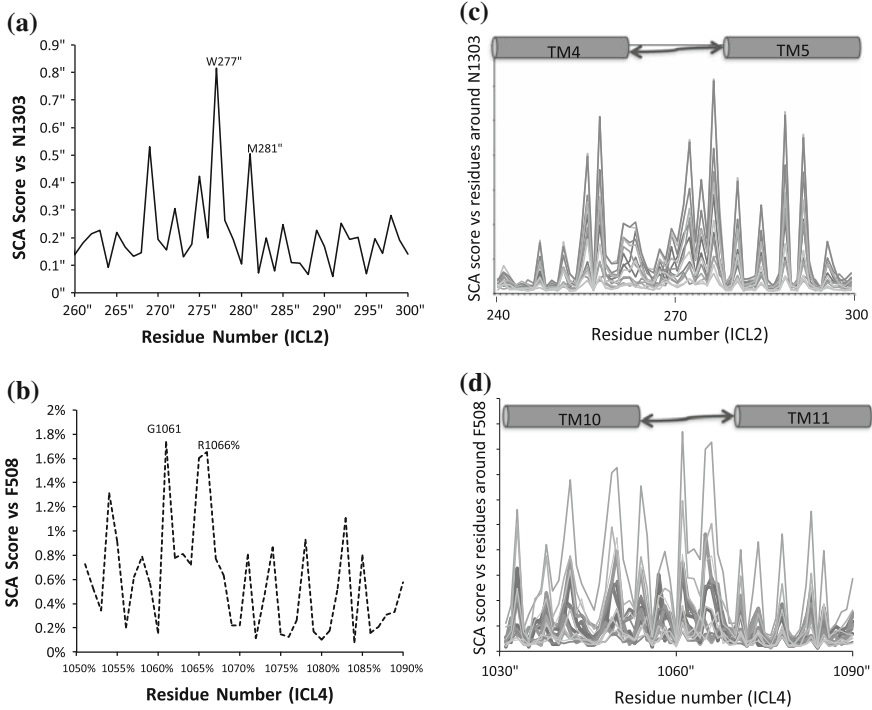 (a)
SCA Score vs N1303
0.9"
0.8"
0.7"
0.6"
0.5"
0.4"
0.3"
0.2"
0.1"
0"
W277"
M281"
260" 265" 270" 275" 280" 285" 290" 295" 300"
Residue Number (ICL2)
(c)
SCA score vs residues around N1303
TM4
TM5
240 270 300
Residue number (ICL2)
(b)
SCA Score vs F508
2%
1.8%
1.6%
1.4%
1.2%
1%
0.8%
0.6%
0.4%
0.2%
0%
G1061
R1066%
1050% 1055% 1060% 1065% 1070% 1075% 1080% 1085% 1090%
Residue Number (ICL4)
(d)
SCA score vs residues around F508
TM10
TM11
1030" 1060" 1090"
Residue number (ICL4)